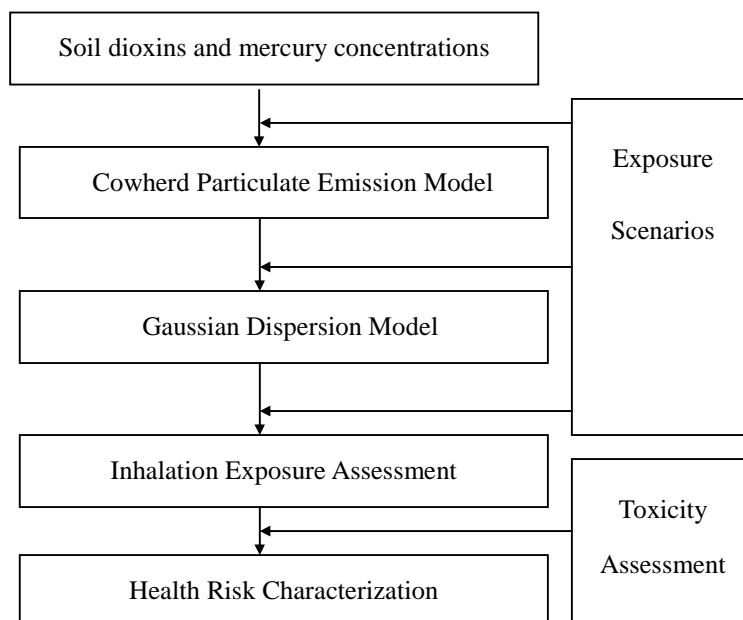 Soil dioxins and mercury concentrations
Cowherd Particulate Emission Model
Gaussian Dispersion Model
Inhalation Exposure Assessment
Health Risk Characterization
Exposure
Scenarios
Toxicity
Assessment